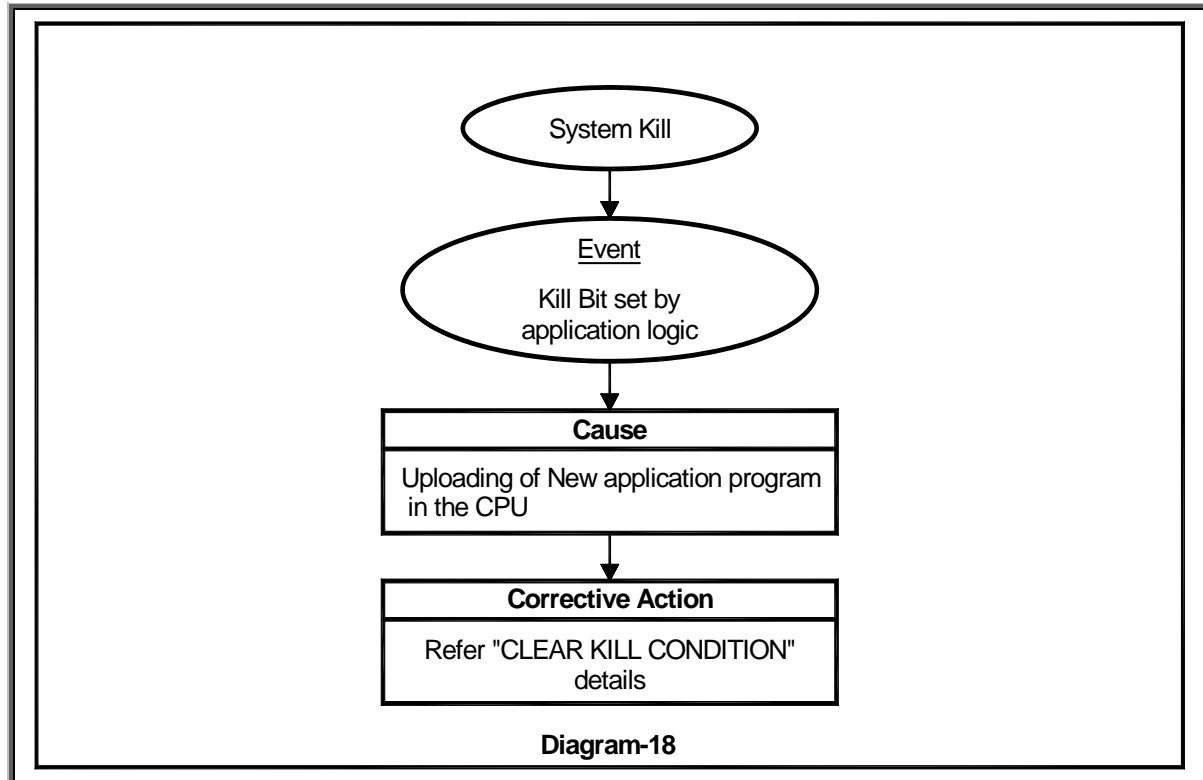 System Kill
Event
Kill Bit set by
application logic
Cause
Uploading of New application program
in the CPU
Corrective Action
Refer "CLEAR KILL CONDITION"
details
Diagram-18